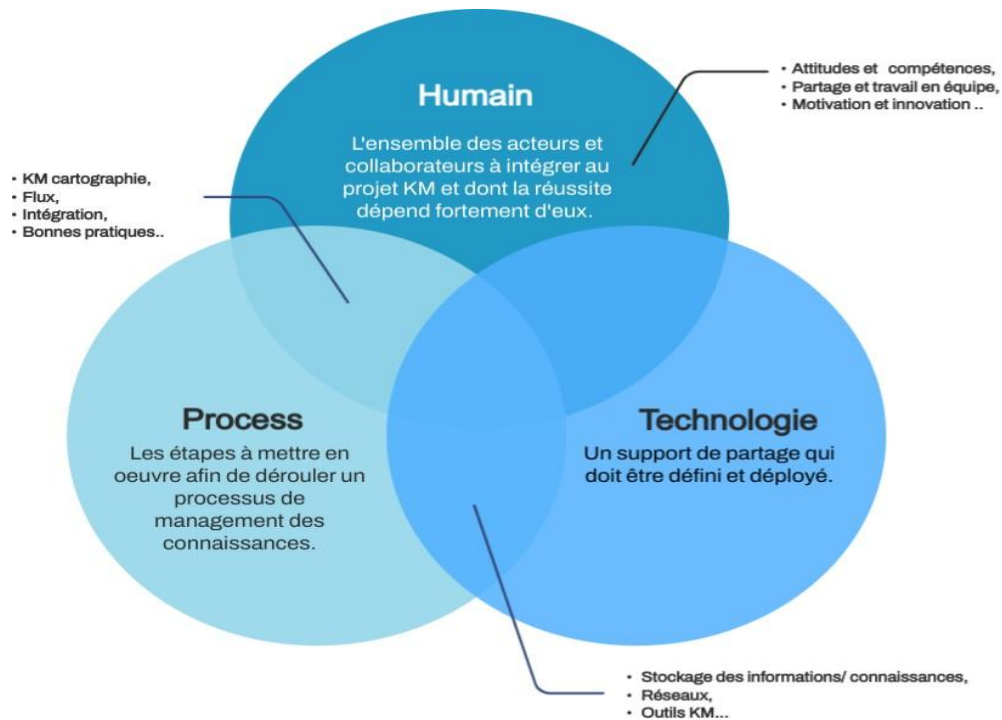 Humain
L'ensemble des acteurs et
collaborateurs à intégrer au
projet KM et dont la réussite
dépend fortement d'eux.
• Attitudes et compétences,
• Partage et travail en équipe,
• Motivation et innovation ..
• KM cartographie,
• Flux,
• Intégration,
• Bonnes pratiques..
Process
Les étapes à mettre en
oeuvre afin de dérouler un
processus de
management des
connaissances.
Technologie
Un support de partage qui
doit être défini et déployé.
• Stockage des informations/ connaissances,
• Réseaux,
• Outils KM...